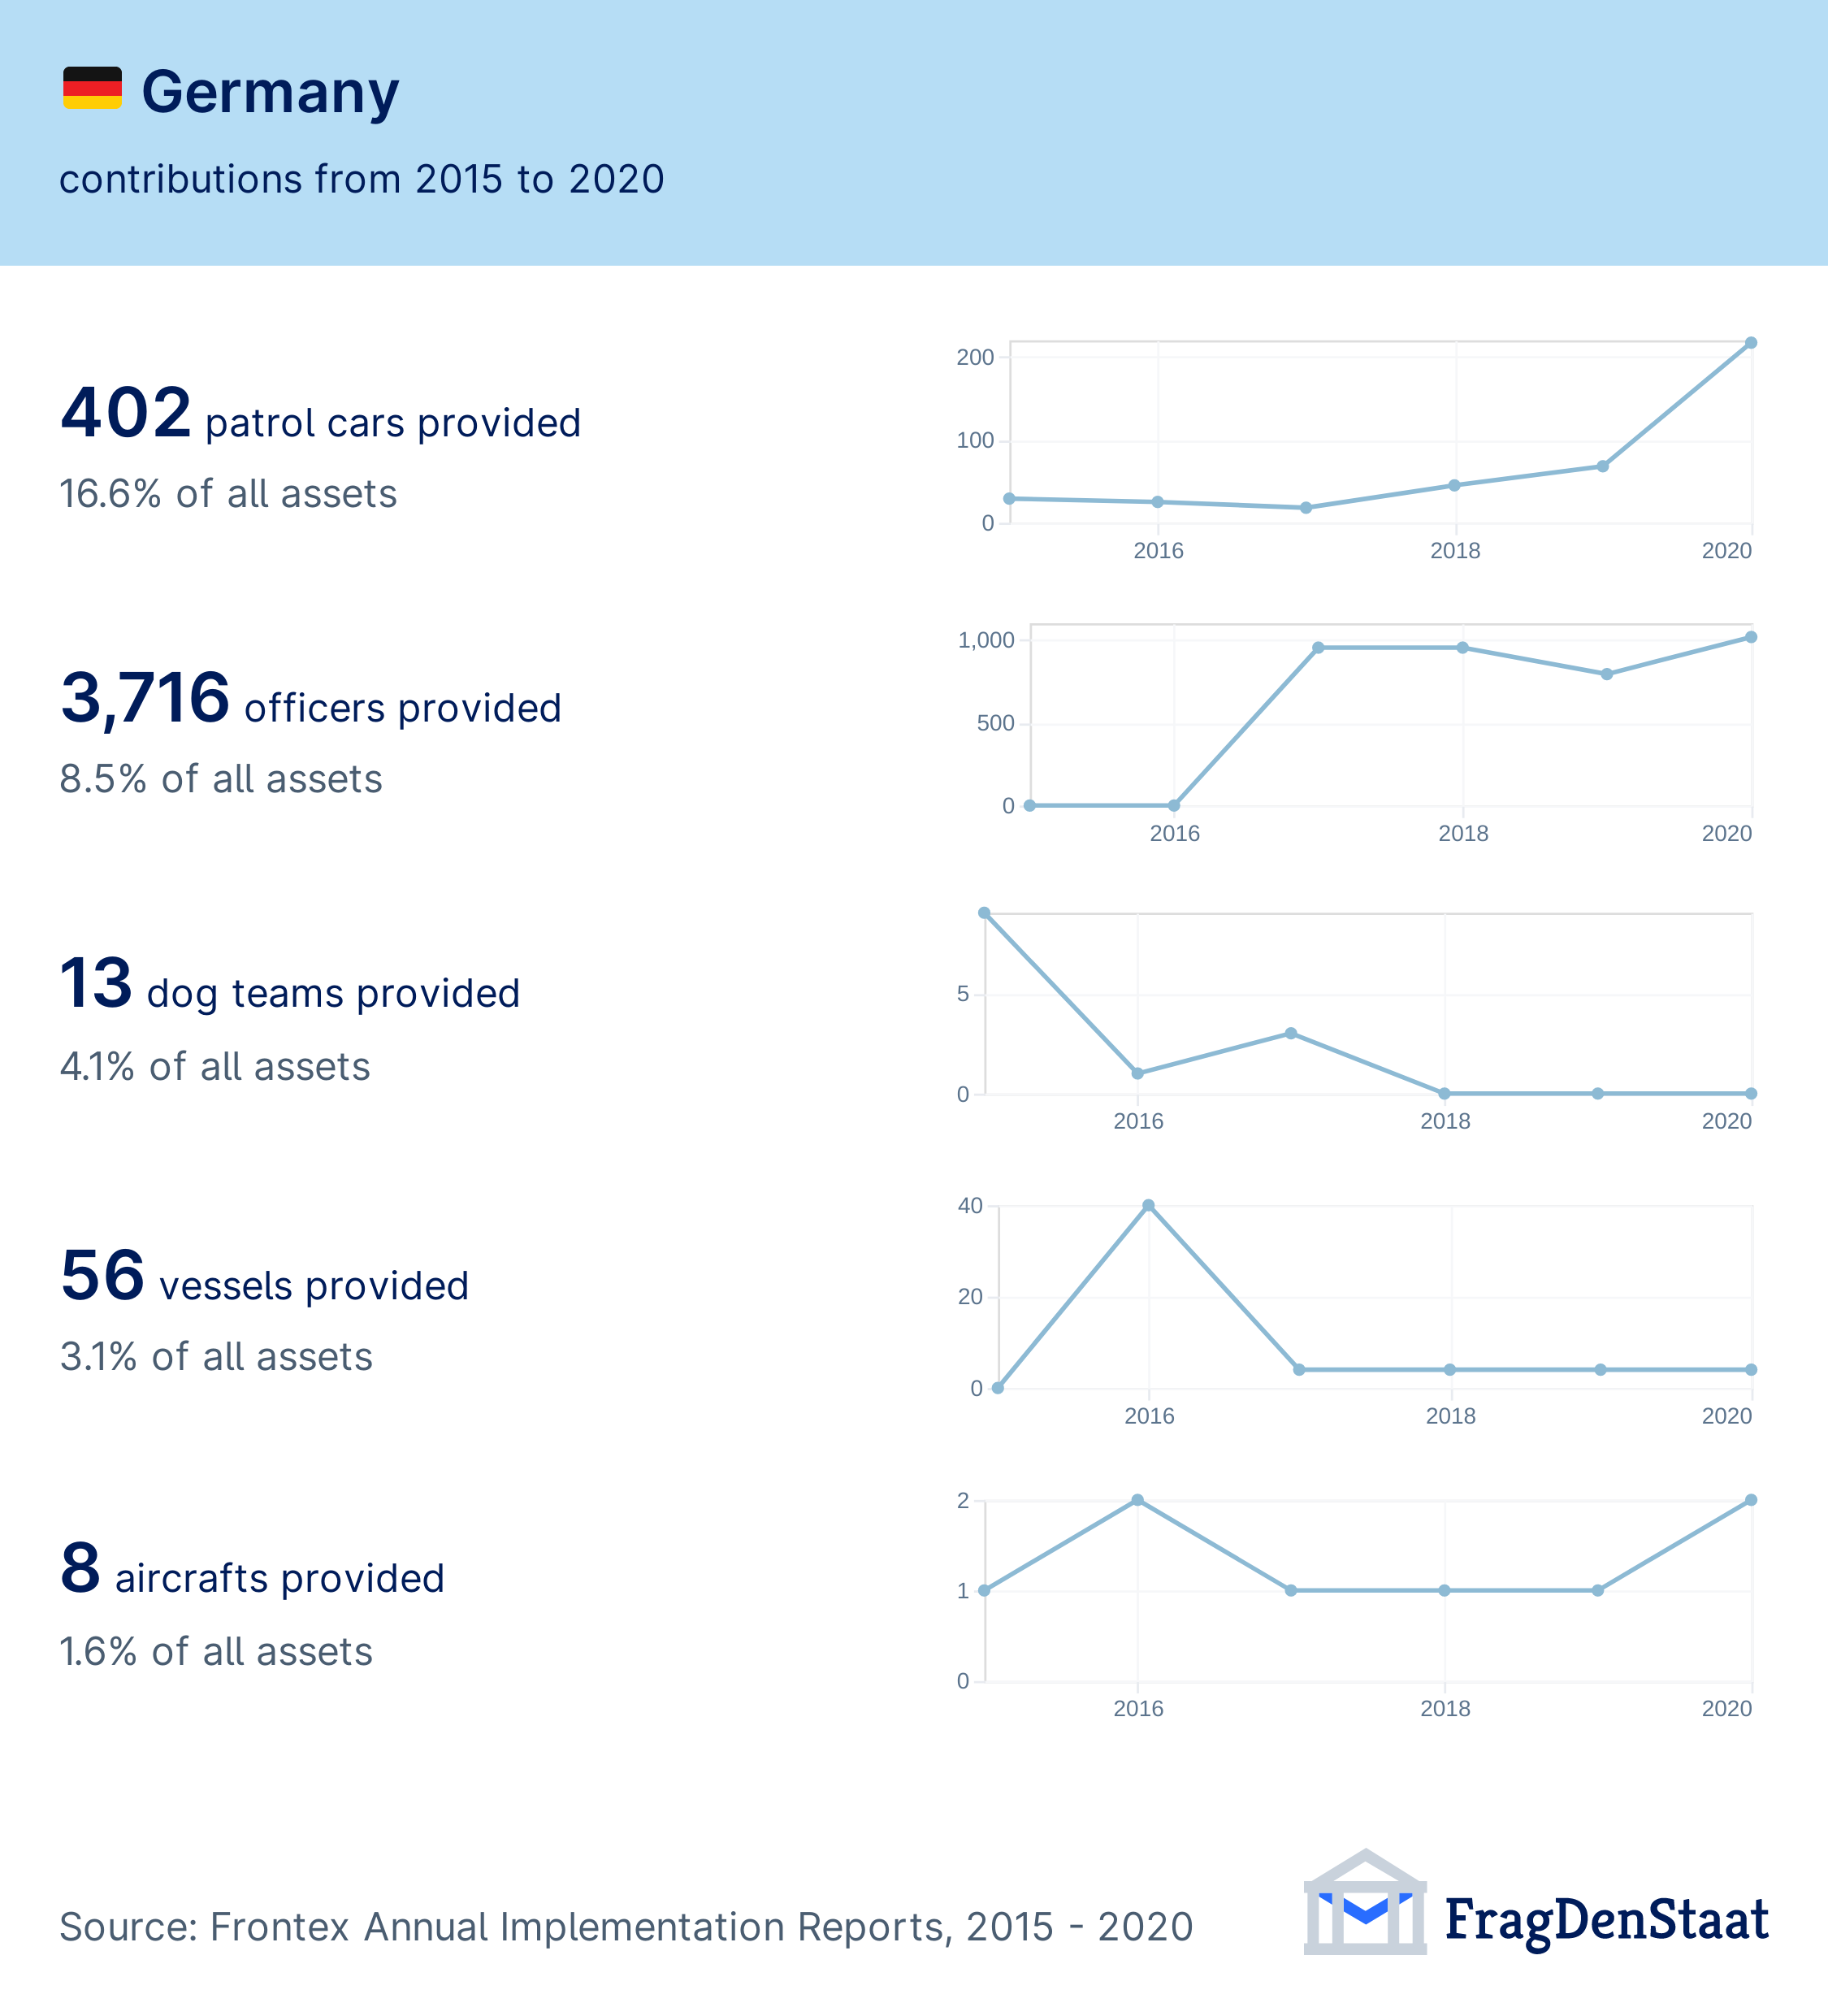 Germany
contributions from 2015 to 2020
402 patrol cars provided
16.6% of all assets
200
100
0
2016 2018 2020
3,716 officers provided
8.5% of all assets
1,000
500
0
2016 2018 2020
13 dog teams provided
4.1% of all assets
5
0
2016 2018 2020
56 vessels provided
3.1% of all assets
40
20
0
2016 2018 2020
8 aircrafts provided
1.6% of all assets
2
1
0
2016 2018 2020
Source: Frontex Annual Implementation Reports, 2015 - 2020
FragDenStaat